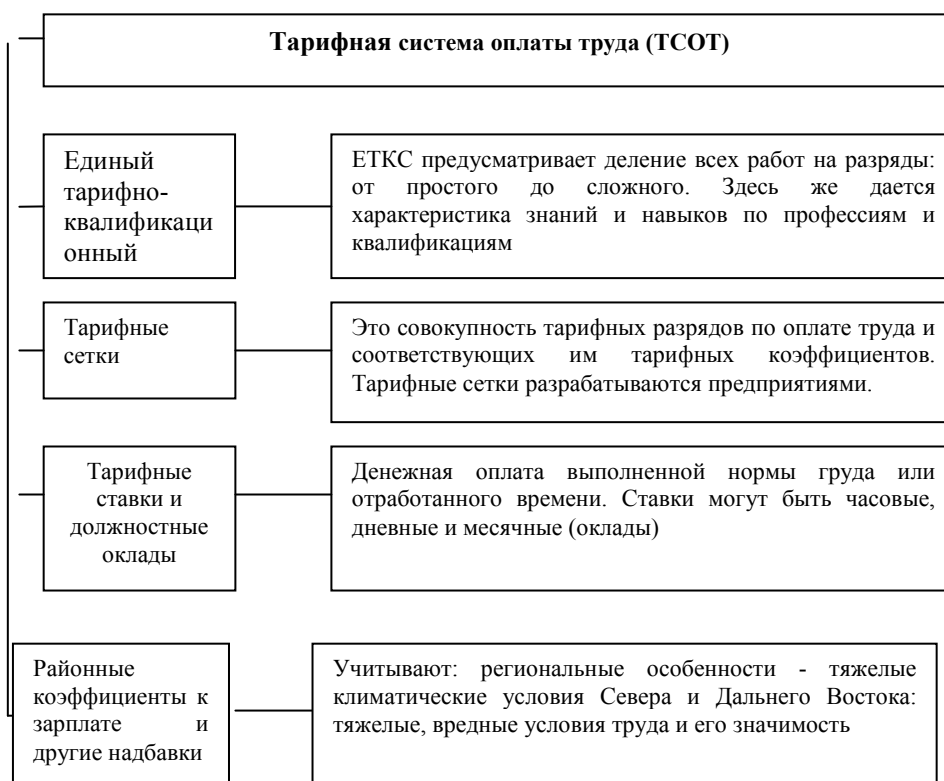 Тарифная система оплаты труда (ТСОТ)
Единый
тарифно-
квалификаци
онный
ЕТКС предусматривает деление всех работ на разряды:
от простого до сложного. Здесь же дается
характеристика знаний и навыков по профессиям и
квалификациям
Тарифные
сетки
Это совокупность тарифных разрядов по оплате труда и
соответствующих им тарифных коэффициентов.
Тарифные сетки разрабатываются предприятиями.
Тарифные
ставки и
должностные
оклады
Денежная оплата выполненной нормы груда или
отработанного времени. Ставки могут быть часовые,
дневные и месячные (оклады)
Районные
коэффициенты к
зарплате и
другие надбавки
Учитывают: региональные особенности - тяжелые
климатические условия Севера и Дальнего Востока:
тяжелые, вредные условия труда и его значимость